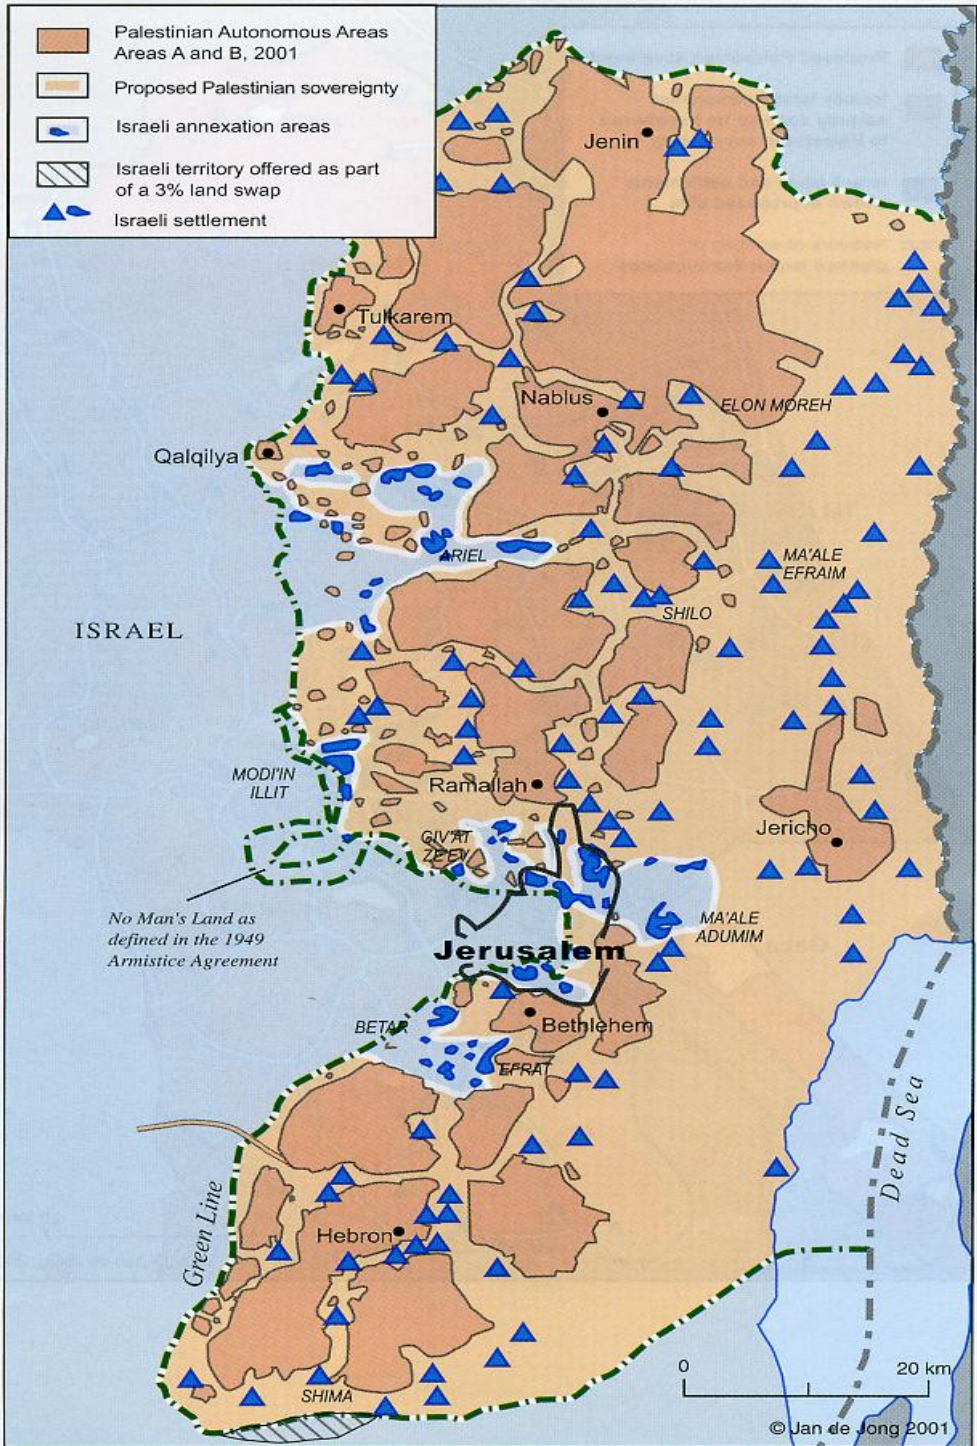 Palestinian Autonomous Areas
Areas A and B, 2001
Proposed Palestinian sovereignty
Israeli annexation areas
Israeli territory offered as part
of a 3% land swap
Israeli settlement
Jenin
Tulkarem
Nablus
ELON MOREH
Qalqilya
ARIEL
MA'ALE
EFRAIM
SHILO
ISRAEL
MODI'IN
ILLIT
Ramallah
Jericho
GIV'AT
ZE'EV
No Man's Land as
defined in the 1949
Armistice Agreement
MA'ALE
ADUMIM
Jerusalem
BETAR
Bethlehem
EFRAT
Dead Sea
Green Line
Hebron
SHIMA
0 20 km
© Jan de Jong 2001